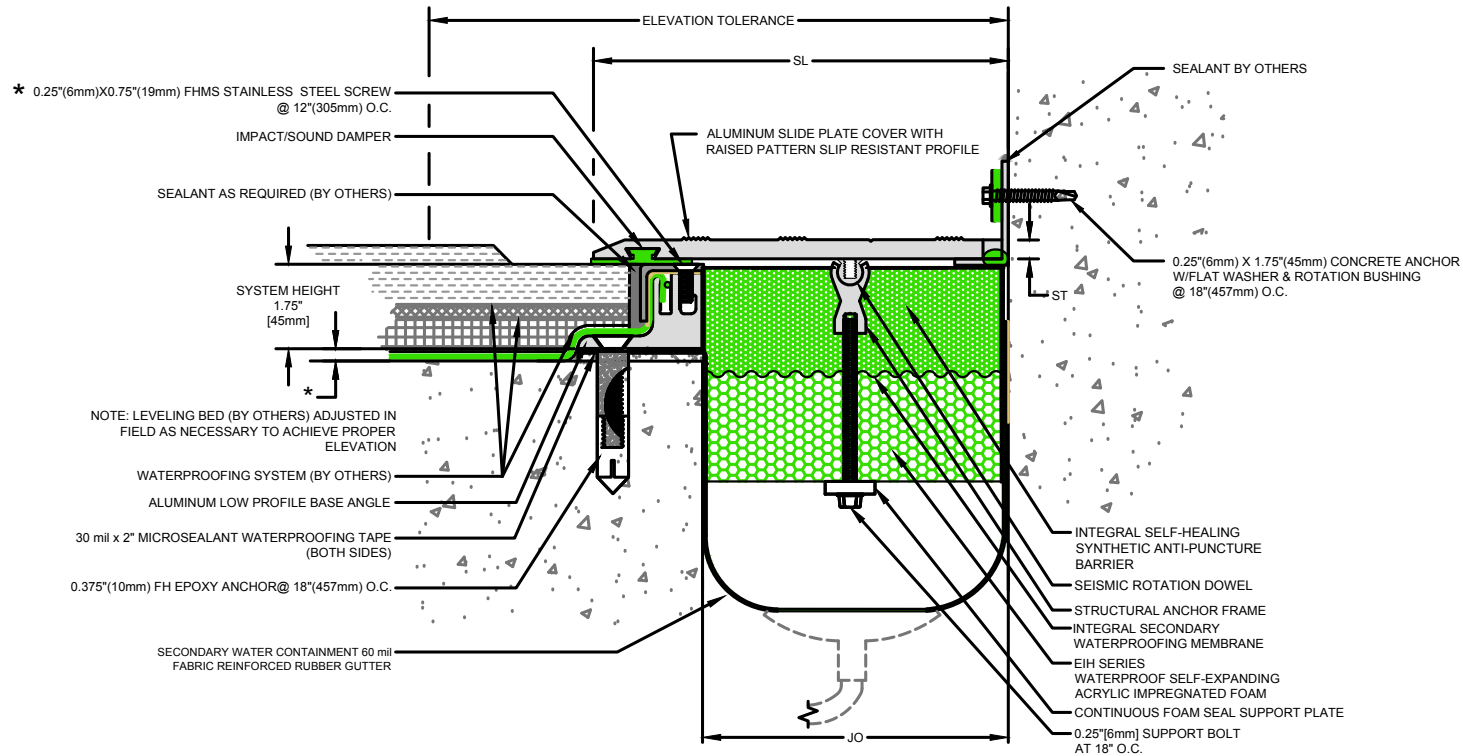 ELEVATION TOLERANCE
SL
SEALANT BY OTHERS
* 0.25"(6mm)X0.75"(19mm) FHMS STAINLESS STEEL SCREW
@ 12"(305mm) O.C.
IMPACT/SOUND DAMPER
ALUMINUM SLIDE PLATE COVER WITH
RAISED PATTERN SLIP RESISTANT PROFILE
SEALANT AS REQUIRED (BY OTHERS)
0.25"(6mm) X 1.75"(45mm) CONCRETE ANCHOR
W/FLAT WASHER & ROTATION BUSHING
@ 18"(457mm) O.C.
ST
SYSTEM HEIGHT
1.75"
[45mm]
*
NOTE: LEVELING BED (BY OTHERS) ADJUSTED IN
FIELD AS NECESSARY TO ACHIEVE PROPER
ELEVATION
WATERPROOFING SYSTEM (BY OTHERS)
ALUMINUM LOW PROFILE BASE ANGLE
30 mil x 2" MICROSEALANT WATERPROOFING TAPE
(BOTH SIDES)
0.375"(10mm) FH EPOXY ANCHOR@ 18"(457mm) O.C.
SECONDARY WATER CONTAINMENT 60 mil
FABRIC REINFORCED RUBBER GUTTER
INTEGRAL SELF-HEALING
SYNTHETIC ANTI-PUNCTURE
BARRIER
SEISMIC ROTATION DOWEL
STRUCTURAL ANCHOR FRAME
INTEGRAL SECONDARY
WATERPROOFING MEMBRANE
EIH SERIES
WATERPROOF SELF-EXPANDING
ACRYLIC IMPREGNATED FOAM
CONTINUOUS FOAM SEAL SUPPORT PLATE
0.25"[6mm] SUPPORT BOLT
AT 18" O.C.
JO